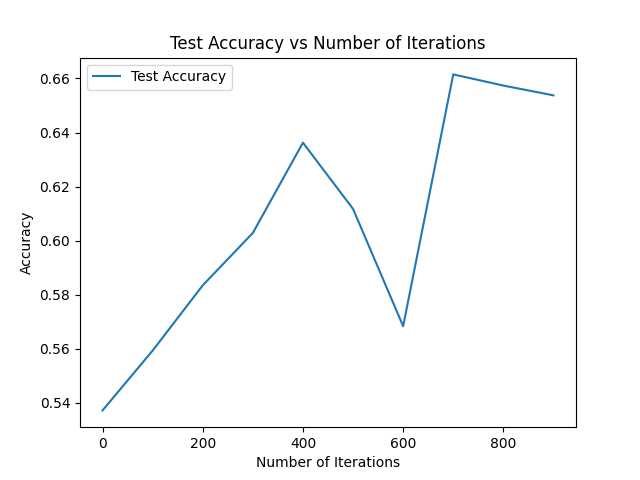 Test Accuracy vs Number of Iterations
Test Accuracy
0.66
0.64
0.62
0.60
0.58
0.56
0.54
Accuracy
0 200 400 600 800
Number of Iterations